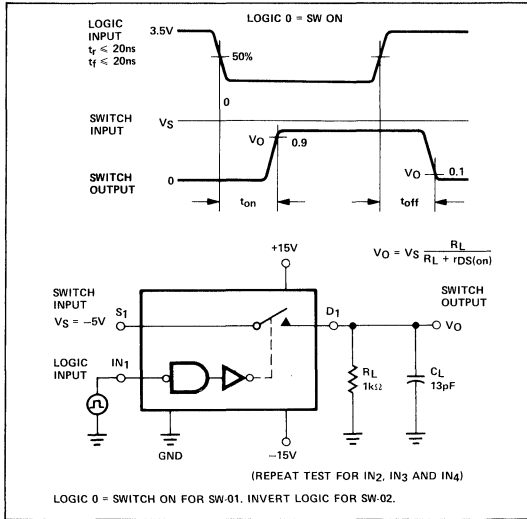 LOGIC 0 = SW ON
LOGIC
INPUT
tr ≤ 20ns
tf ≤ 20ns
3.5V
50%
0
SWITCH
INPUT
VS
VO 0.9
SWITCH
OUTPUT
0
VO 0.1
ton
toff
+15V
VO = VS RL
RL + rDS(on)
SWITCH
INPUT
VS = −5V
S1
D1
SWITCH
OUTPUT
VO
LOGIC
INPUT
IN1
RL
1kΩ
CL
13pF
GND
−15V
(REPEAT TEST FOR IN2, IN3 AND IN4)
LOGIC 0 = SWITCH ON FOR SW-01. INVERT LOGIC FOR SW-02.